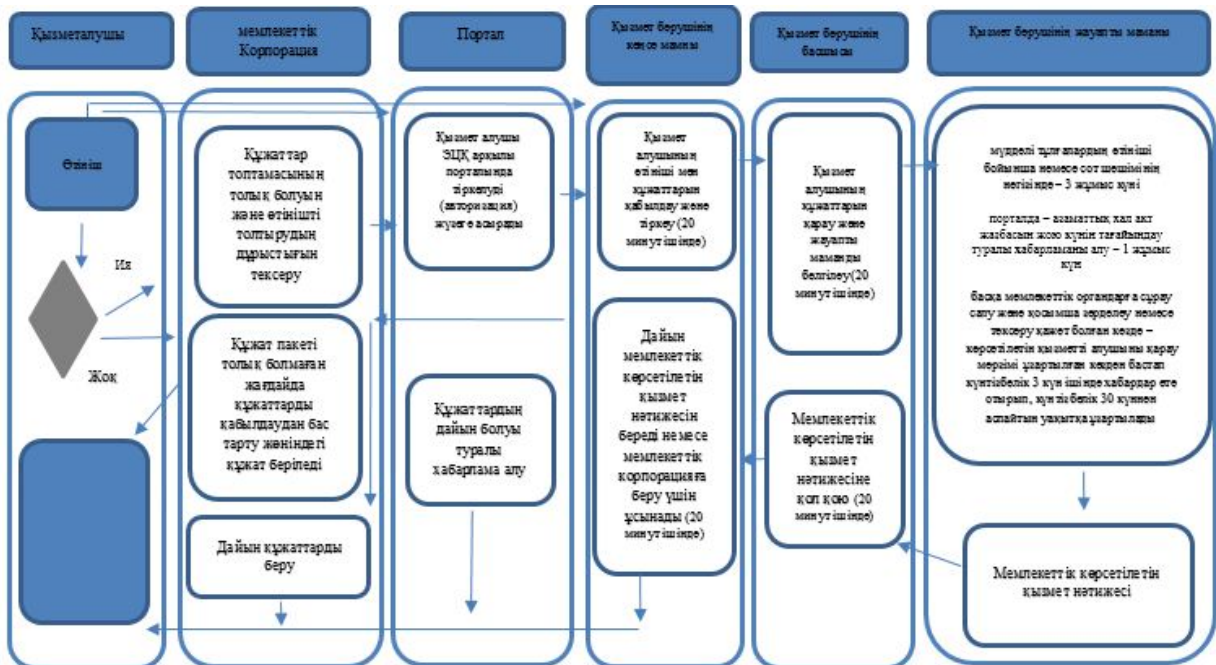 Қызметалушы
мемлекеттік
Корпорация
Портал
Қызмет берушінің
кеңсе мамны
Қызмет берушінің
басшысы
Қызмет берушінің жауапты маманы
Өтініш
Ия
Жоқ
Құжаттар
топтамасының
толық болуын
және өтінішті
толтырудың
дұрыстығын
тексеру
Құжат пакеті
толық болмаған
жағдайда
құжаттарды
қабылдаудан бас
тарту жөніндегі
құжат беріледі
Дайын құжаттарды
беру
Қызмет алушы
ЭЦҚ арқылы
порталында
тіркелуді
(авторизация)
жүзеге асырады
Құжаттардың
дайын болуы
туралы
хабарлама алу
Қызмет
алушының
өтініші мен
құжаттарын
қабылдау және
тіркеу (20
минут ішінде)
Дайын
мемлекеттік
көрсетілетін
қызмет
нәтижесін
береді немесе
мемлекеттік
корпорацияға
беру үшін
ұсынады (20
минут ішінде)
Қызмет
алушының
құжаттарын
қарау және
жауапты
маманды
белгілеу(20
минут ішінде)
Мемлекеттік
көрсетілетін
қызмет
нәтижесіне
қол қою (20
минут ішінде)
мүдделі тұлғалардың өтініші
бойынша немесе сот шешімінің
негізінде – 3 жұмыс күні
порталда – азаматтық хал акт
жазбасын жою күнін тағайындау
туралы хабарламаны алу – 1 жұмыс
күн
басқа мемлекеттік органдарға сұрау
салу және қосымша зерделеу немесе
тексеру қажет болған кезде –
көрсетілетін қызметті алушыны қарау
мерзімі ұзартылған кезден бастап
күнтізбелік 3 күн ішінде хабардар ете
отырып, күнтізбелік 30 күннен
аспайтын уақытқа ұзартылады
Мемлекеттік көрсетілетін
қызмет нәтижесі